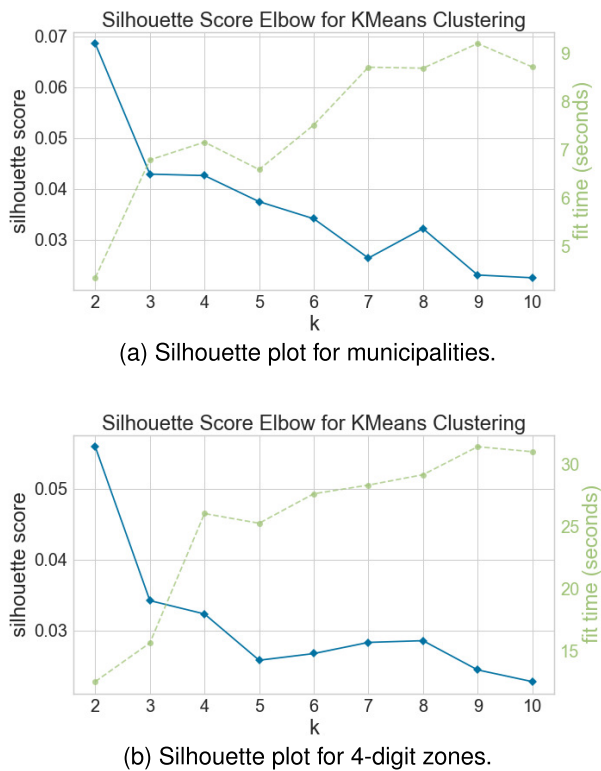 Silhouette Score Elbow for KMeans Clustering
0.07
0.06
0.05
0.04
0.03
silhouette score
9
8
7
6
5
fit time (seconds)
2 3 4 5 6 7 8 9 10
k
(a) Silhouette plot for municipalities.
Silhouette Score Elbow for KMeans Clustering
0.05
0.04
0.03
silhouette score
30
25
20
15
fit time (seconds)
2 3 4 5 6 7 8 9 10
k
(b) Silhouette plot for 4-digit zones.